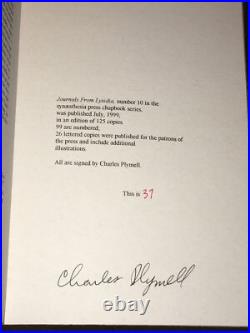 Journals From Lysidia, number 10 in the
synaesthesia press chapbook series,
was published July, 1999,
in an edition of 125 copies.
99 are numbered;
26 lettered copies were published for the patrons of
the press and include additional
illustrations.
All are signed by Charles Plymell.
This is 37
Charles Plymell